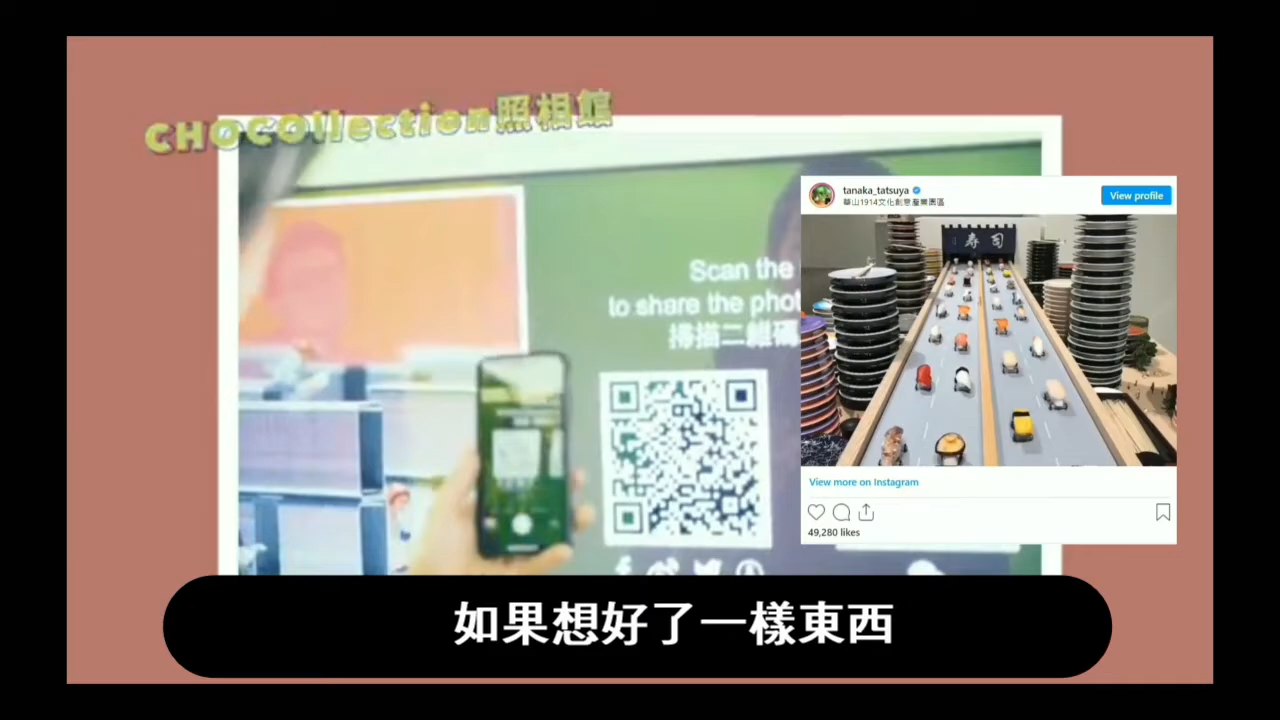 CHOCOllection照相館
Scan the
to share the phot
掃描二維碼
tanaka_tatsuya
華山1914文化創意產業園區
View profile
寿司
View more on Instagram
49,280 likes
如果想好了一樣東西